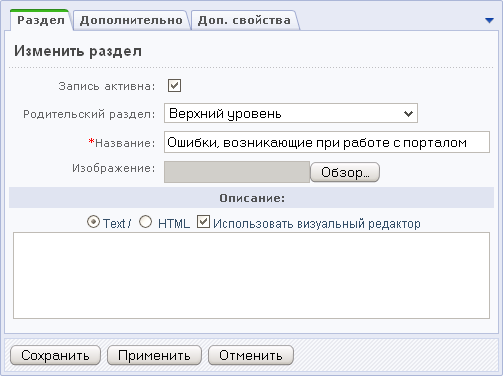 Раздел Дополнительно Доп. свойства
Изменить раздел
Запись активна:
Родительский раздел: Верхний уровень
*Название: Ошибки, возникающие при работе с порталом
Изображение: Обзор...
Описание:
Text / HTML Использовать визуальный редактор
Сохранить Применить Отменить